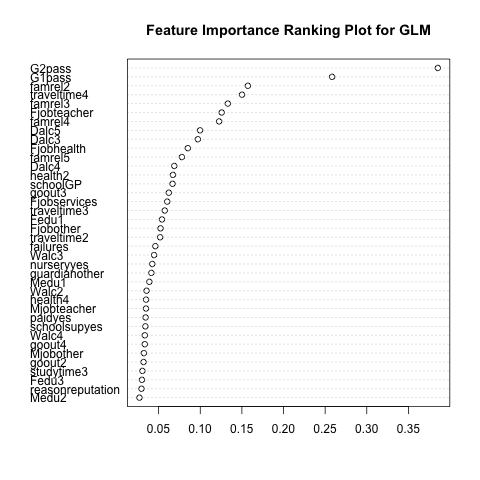 Feature Importance Ranking Plot for GLM
G2pass
G1pass
famrel2
traveltime4
famrel3
Fjobteacher
famrel4
Dalc5
Dalc3
Fjobhealth
famrel5
Dalc4
health2
schoolGP
goout3
Fjobservices
traveltime3
Fedu1
Fjobother
traveltime2
failures
Walc3
nurseryyes
guardianother
Medu1
Walc2
health4
Mjobteacher
paidyes
schoolsupyes
Walc4
goout4
Mjobother
goout2
studytime3
Fedu3
reasonreputation
Medu2
0.05 0.10 0.15 0.20 0.25 0.30 0.35